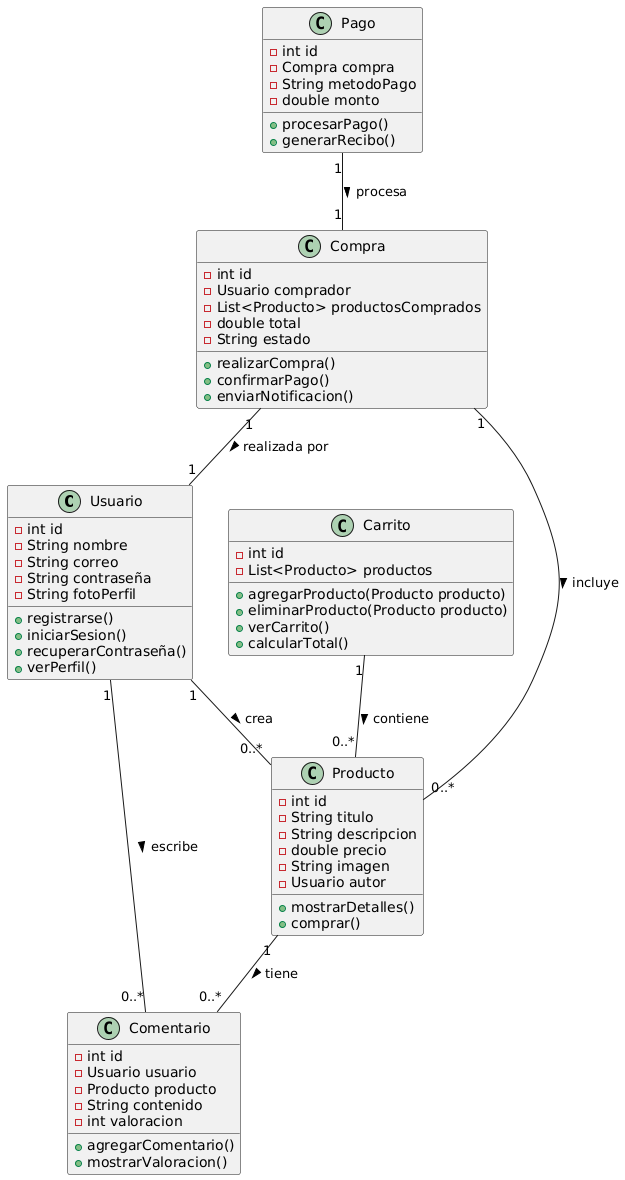 C Pago
int id
Compra compra
String metodoPago
double monto
procesarPago()
generarRecibo()
1
procesa
1
C Compra
int id
Usuario comprador
List<Producto> productosComprados
double total
String estado
realizarCompra()
confirmarPago()
enviarNotificacion()
1
1
realizada por
1
C Usuario
int id
String nombre
String correo
String contraseña
String fotoPerfil
registrarse()
iniciarSesion()
recuperarContraseña()
verPerfil()
C Carrito
int id
List<Producto> productos
agregarProducto(Producto producto)
eliminarProducto(Producto producto)
verCarrito()
calcularTotal()
incluye
1
1
1
crea
contiene
0..*
0..*
0..*
C Producto
int id
String titulo
String descripcion
double precio
String imagen
Usuario autor
mostrarDetalles()
comprar()
escribe
1
tiene
0..*
0..*
C Comentario
int id
Usuario usuario
Producto producto
String contenido
int valoracion
agregarComentario()
mostrarValoracion()